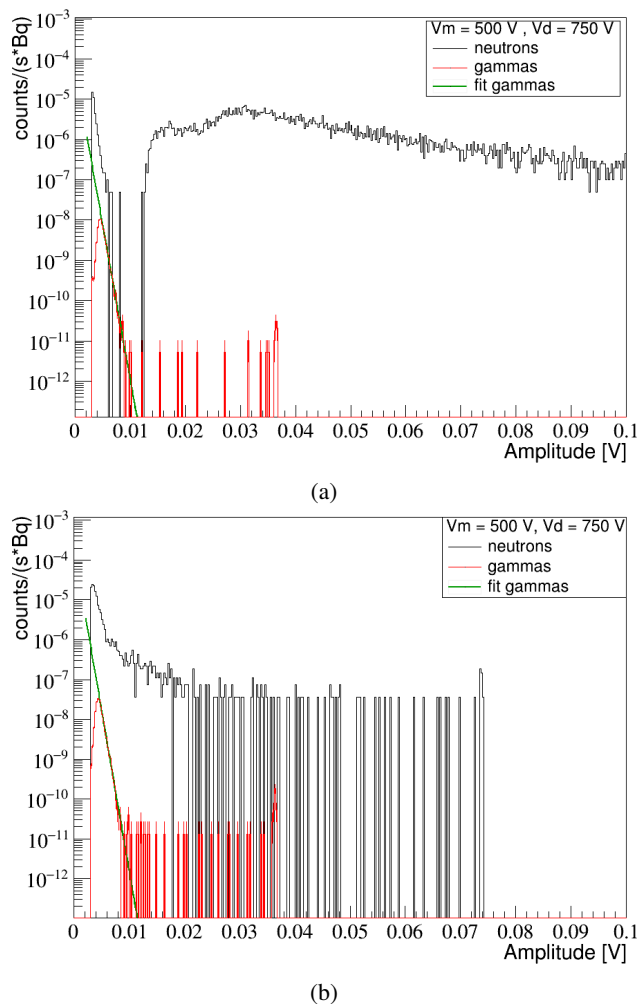 Vm = 500 V , Vd = 750 V
neutrons
gammas
fit gammas
counts/(s*Bq)
10⁻³
10⁻⁴
10⁻⁵
10⁻⁶
10⁻⁷
10⁻⁸
10⁻⁹
10⁻¹⁰
10⁻¹¹
10⁻¹²
0 0.01 0.02 0.03 0.04 0.05 0.06 0.07 0.08 0.09 0.1
Amplitude [V]
(a)
Vm = 500 V, Vd = 750 V
neutrons
gammas
fit gammas
counts/(s*Bq)
10⁻³
10⁻⁴
10⁻⁵
10⁻⁶
10⁻⁷
10⁻⁸
10⁻⁹
10⁻¹⁰
10⁻¹¹
10⁻¹²
0 0.01 0.02 0.03 0.04 0.05 0.06 0.07 0.08 0.09 0.1
Amplitude [V]
(b)